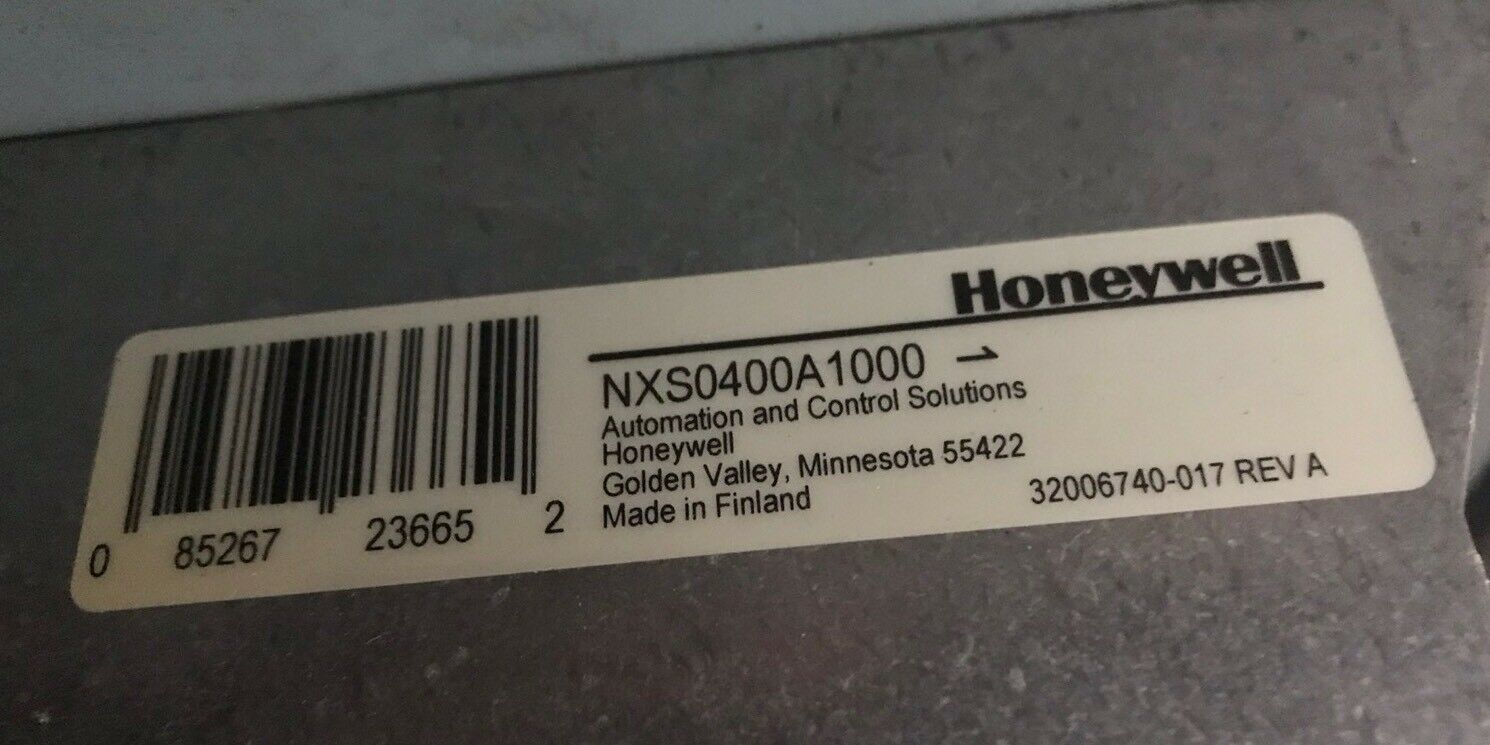 Honeywell
NXS0400A1000
Automation and Control Solutions
Honeywell
Golden Valley, Minnesota 55422
Made in Finland
32006740-017 REV A
0 85267 23665 2